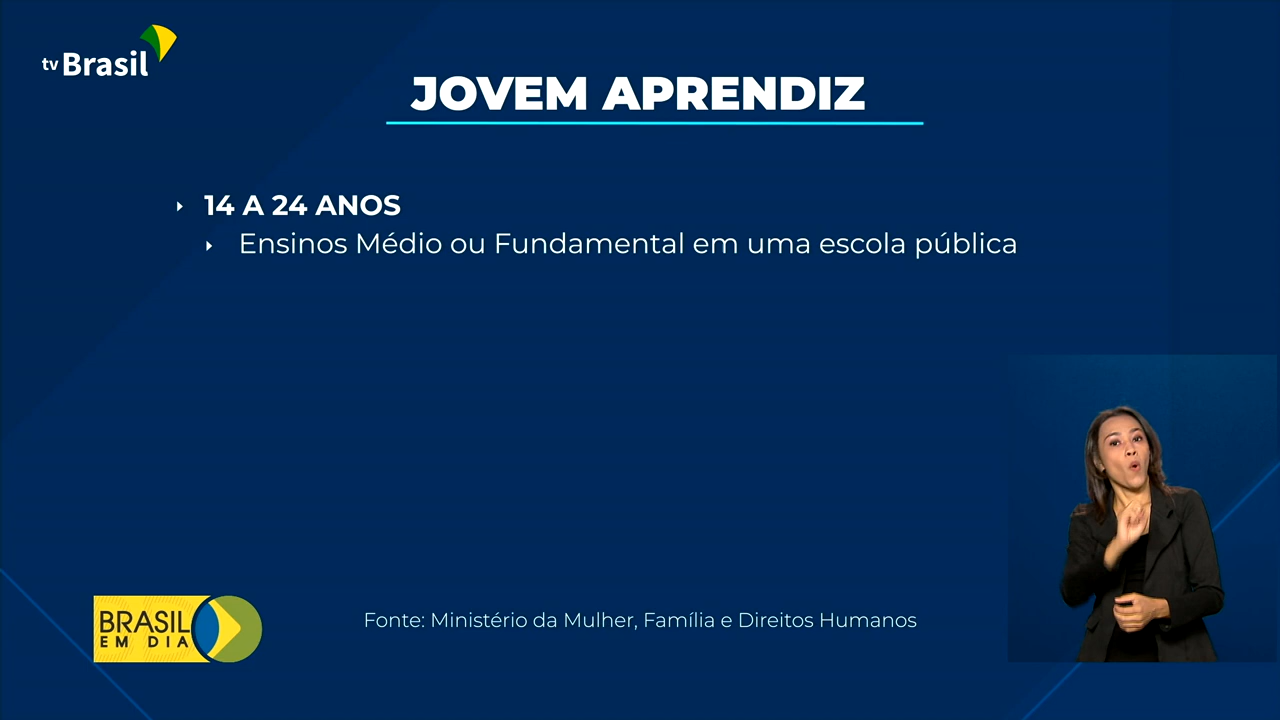 tv Brasil
JOVEM APRENDIZ
14 A 24 ANOS
Ensinos Médio ou Fundamental em uma escola pública
BRASIL
EM DIA
Fonte: Ministério da Mulher, Família e Direitos Humanos